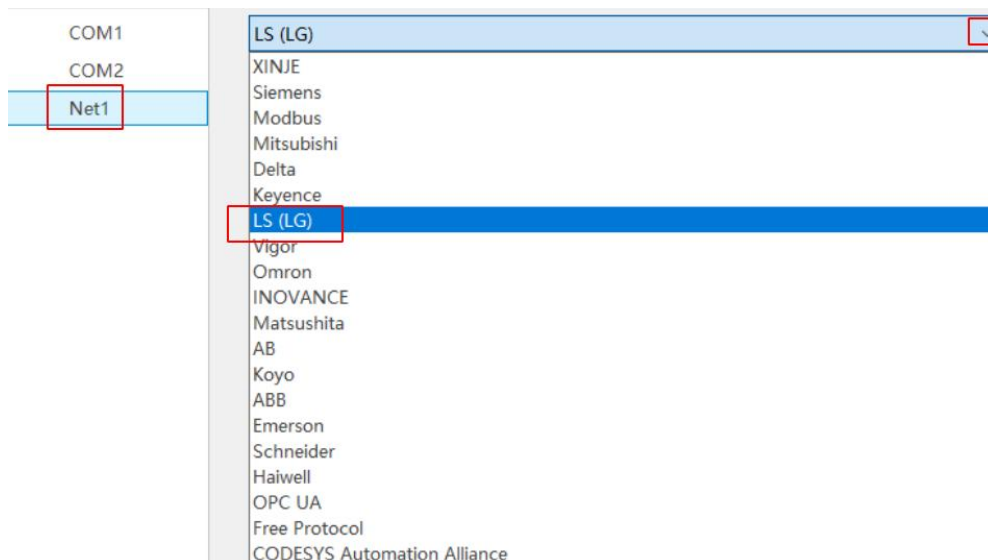 COM1
COM2
Net1
LS (LG)
XINJE
Siemens
Modbus
Mitsubishi
Delta
Keyence
LS (LG)
Vigor
Omron
INOVANCE
Matsushita
AB
Koyo
ABB
Emerson
Schneider
Haiwell
OPC UA
Free Protocol
CODESYS Automation Alliance